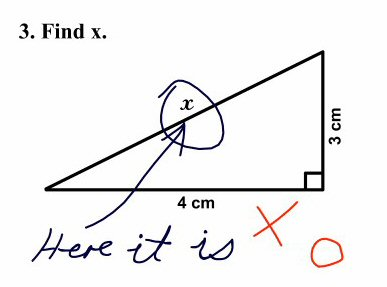 3. Find x.
x
3 cm
4 cm
Here it is X O